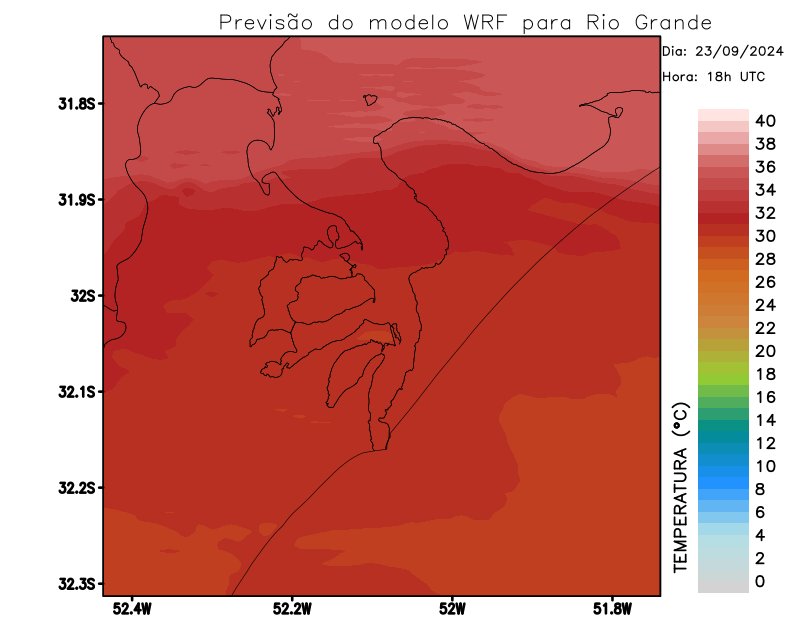 Previsão do modelo WRF para Rio Grande
Dia: 23/09/2024
Hora: 18h UTC
31.8S
31.9S
32S
32.1S
32.2S
32.3S
52.4W
52.2W
52W
51.8W
TEMPERATURA (°C)
40
38
36
34
32
30
28
26
24
22
20
18
16
14
12
10
8
6
4
2
0